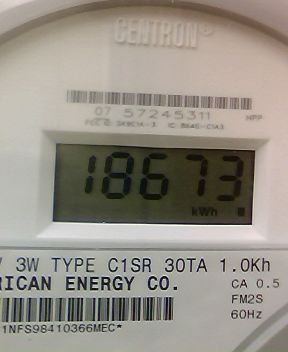 CENTRON®
07 57245311
HPP
18673
kWh
3W TYPE C1SR 30TA 1.0Kh
RICAN ENERGY CO.
CA 0.5
FM2S
60Hz
1NFS98410366MEC*